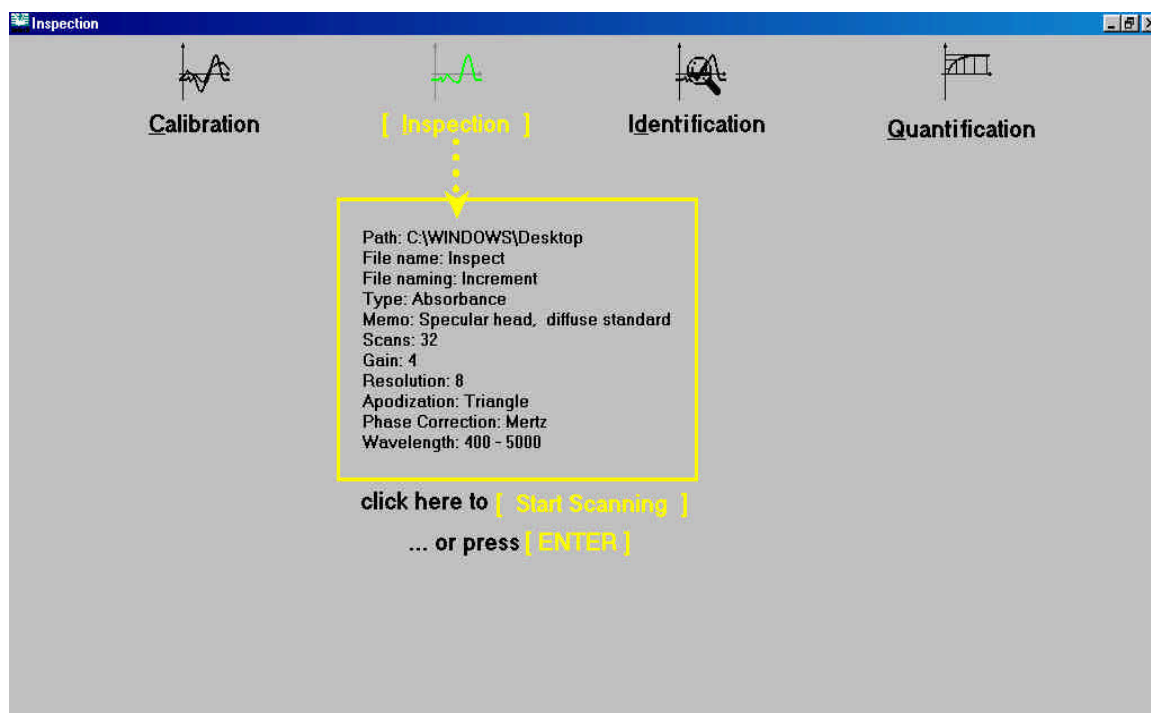 Inspection
Calibration
[ Inspection ]
Identification
Quantification
Path: C:\WINDOWS\Desktop
File name: Inspect
File naming: Increment
Type: Absorbance
Memo: Specular head, diffuse standard
Scans: 32
Gain: 4
Resolution: 8
Apodization: Triangle
Phase Correction: Mertz
Wavelength: 400 - 5000
click here to [ Start Scanning ]
... or press [ ENTER ]